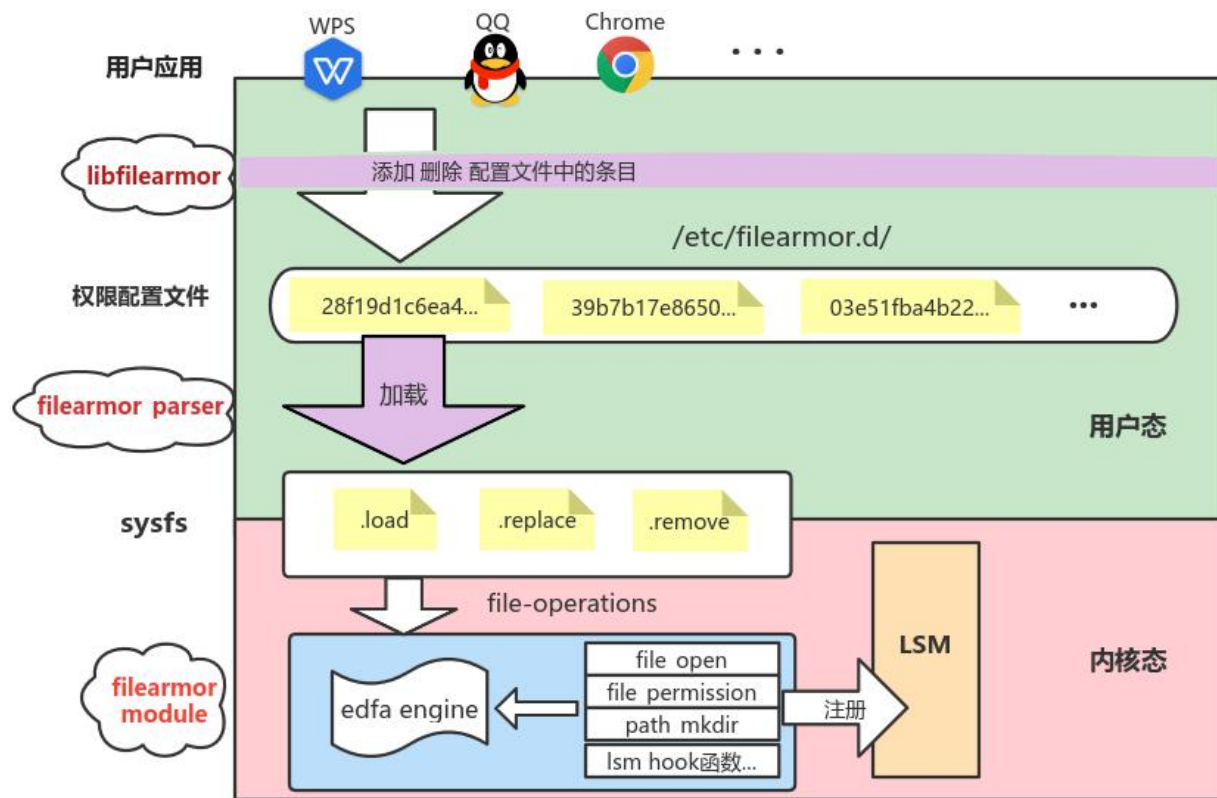 WPS
QQ
Chrome
...
用户应用
libfilearmor
添加 删除 配置文件中的条目
/etc/filearmor.d/
权限配置文件
28f19d1c6ea4...
39b7b17e8650...
03e51fba4b22...
...
加载
filearmor parser
用户态
sysfs
.load
.replace
.remove
file-operations
LSM
内核态
filearmor
module
edfa engine
file open
file permission
path mkdir
lsm hook函数...
注册